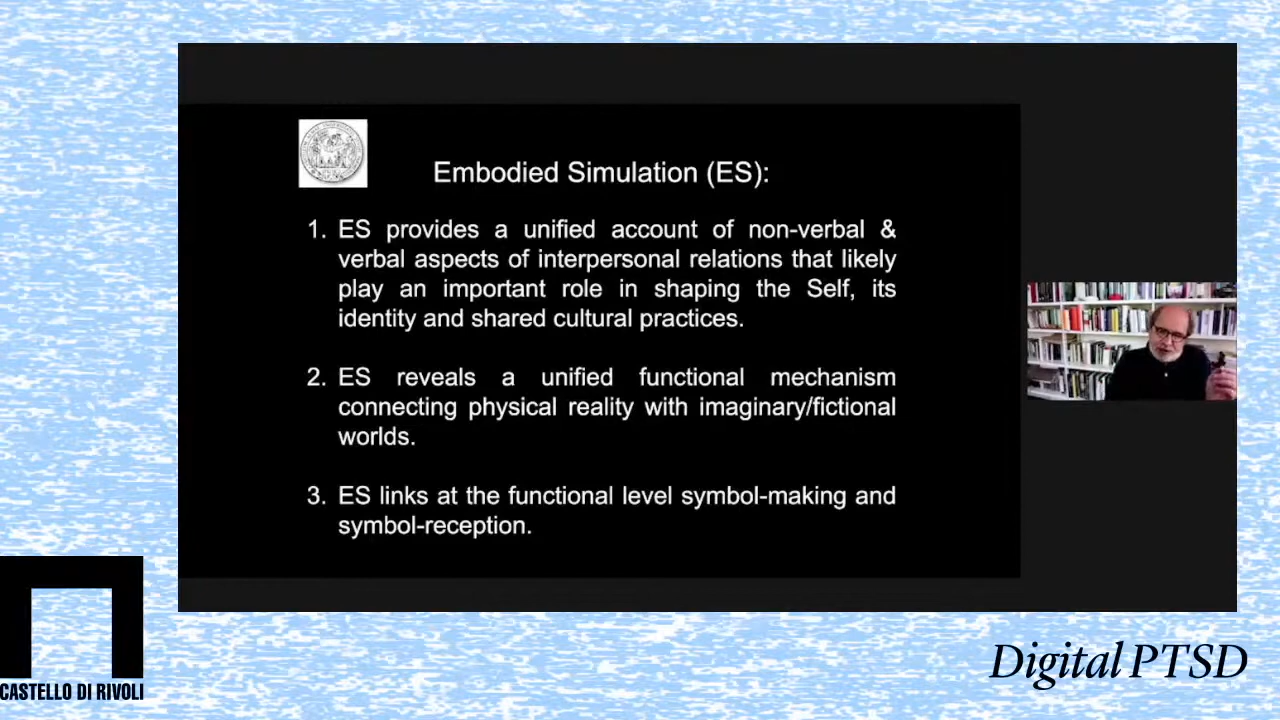 Embodied Simulation (ES):
1. ES provides a unified account of non-verbal &
verbal aspects of interpersonal relations that likely
play an important role in shaping the Self, its
identity and shared cultural practices.
2. ES reveals a unified functional mechanism
connecting physical reality with imaginary/fictional
worlds.
3. ES links at the functional level symbol-making and
symbol-reception.
CASTELLO DI RIVOLI
Digital PTSD